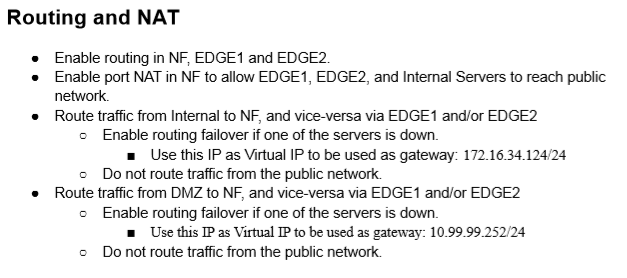 Routing and NAT
● Enable routing in NF, EDGE1 and EDGE2.
● Enable port NAT in NF to allow EDGE1, EDGE2, and Internal Servers to reach public
network.
● Route traffic from Internal to NF, and vice-versa via EDGE1 and/or EDGE2
○ Enable routing failover if one of the servers is down.
■ Use this IP as Virtual IP to be used as gateway: 172.16.34.124/24
○ Do not route traffic from the public network.
● Route traffic from DMZ to NF, and vice-versa via EDGE1 and/or EDGE2
○ Enable routing failover if one of the servers is down.
■ Use this IP as Virtual IP to be used as gateway: 10.99.99.252/24
○ Do not route traffic from the public network.